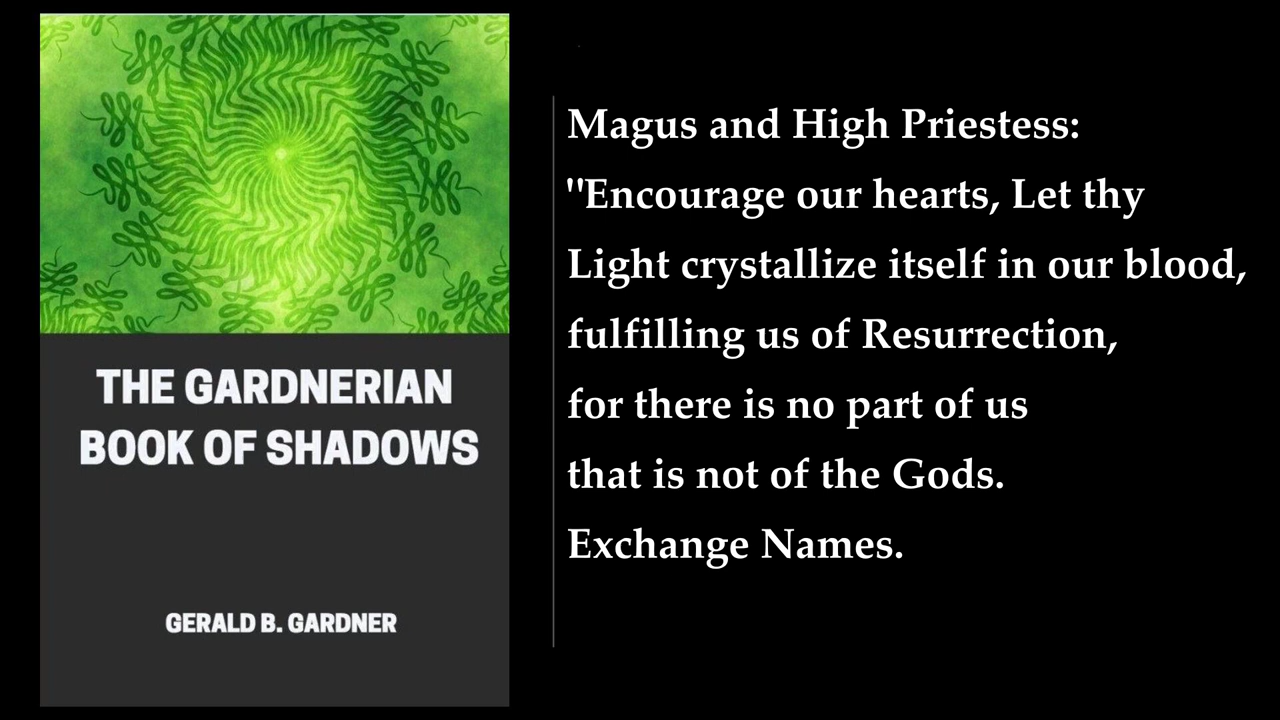 THE GARDNERIAN
BOOK OF SHADOWS
GERALD B. GARDNER
Magus and High Priestess:
"Encourage our hearts, Let thy
Light crystallize itself in our blood,
fulfilling us of Resurrection,
for there is no part of us
that is not of the Gods.
Exchange Names.